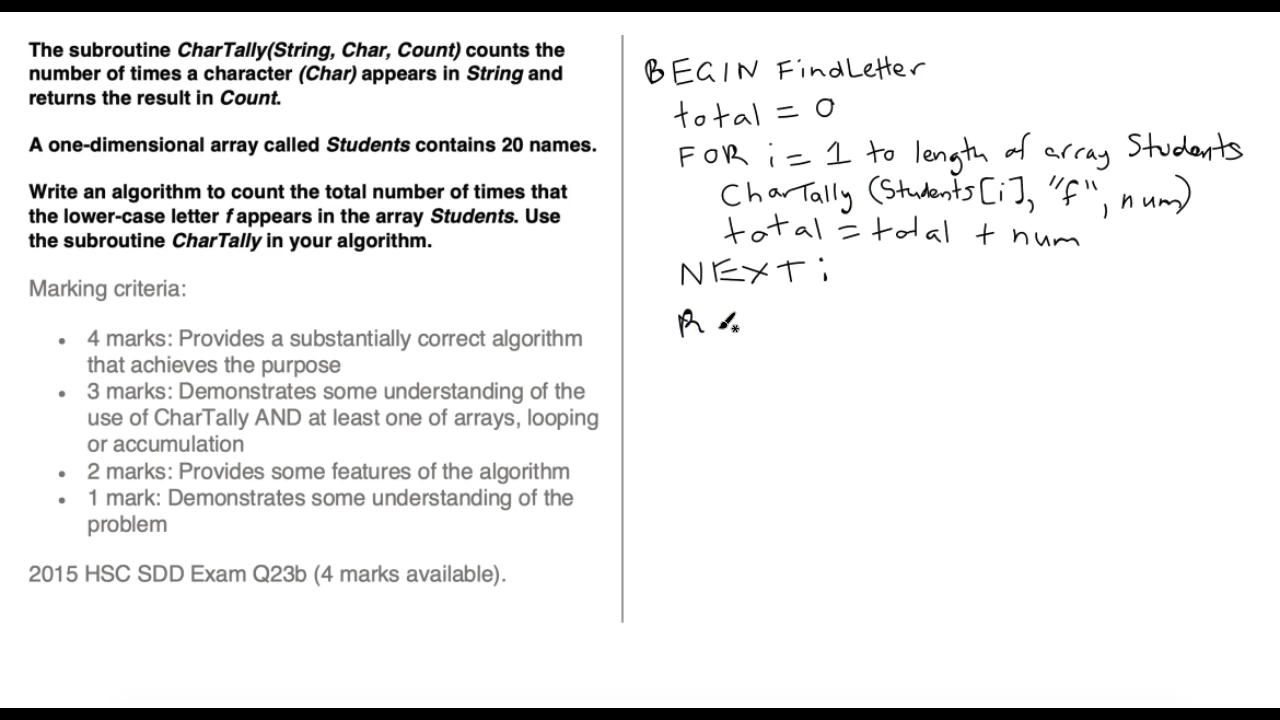 The subroutine CharTally(String, Char, Count) counts the
number of times a character (Char) appears in String and
returns the result in Count.
A one-dimensional array called Students contains 20 names.
Write an algorithm to count the total number of times that
the lower-case letter f appears in the array Students. Use
the subroutine CharTally in your algorithm.
Marking criteria:
• 4 marks: Provides a substantially correct algorithm
that achieves the purpose
• 3 marks: Demonstrates some understanding of the
use of CharTally AND at least one of arrays, looping
or accumulation
• 2 marks: Provides some features of the algorithm
• 1 mark: Demonstrates some understanding of the
problem
2015 HSC SDD Exam Q23b (4 marks available).
BEGIN FindLetter
total = 0
FOR i = 1 to length of array Students
CharTally (Students[i], "f", num)
total = total + num
NEXT i
R